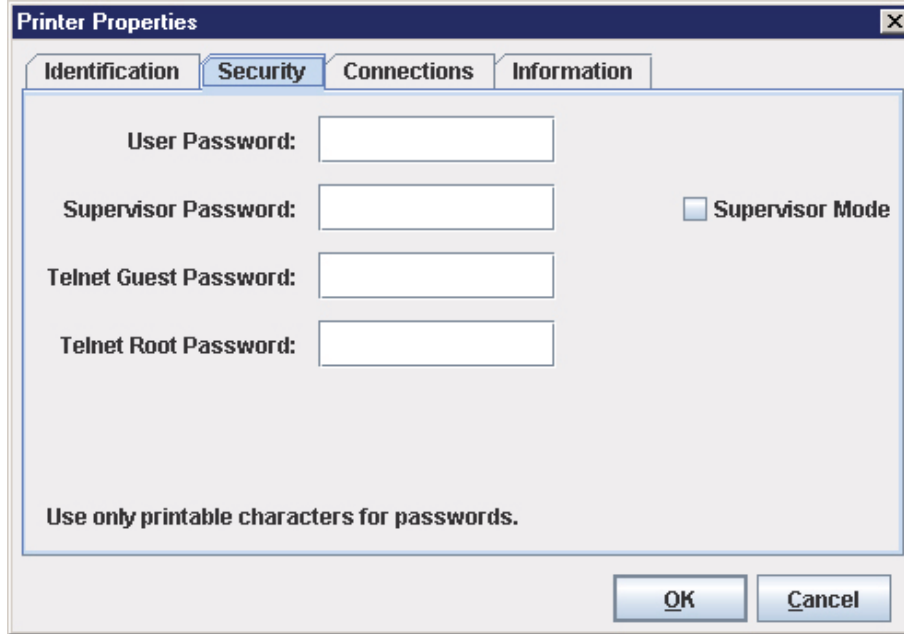 Printer Properties
Identification Security Connections Information
User Password:
Supervisor Password: Supervisor Mode
Telnet Guest Password:
Telnet Root Password:
Use only printable characters for passwords.
OK Cancel